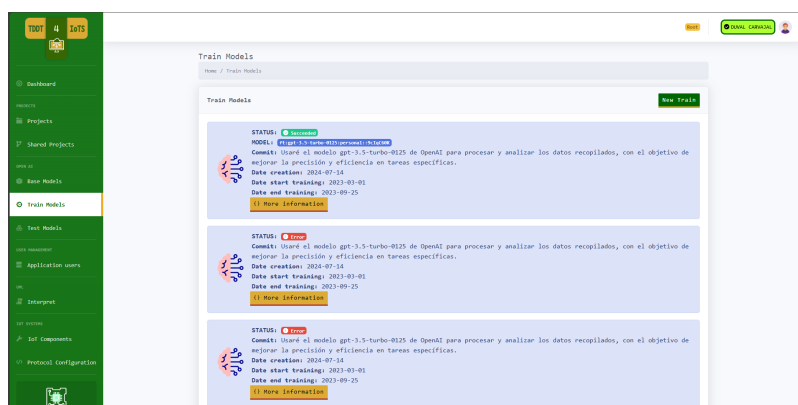 TDDT 4 IoTS
Root
DUVAL CARVAJAL
Train Models
Home / Train Models
Dashboard
PROJECTS
Projects
Shared Projects
OPEN AI
Base Models
Train Models
Test Models
USER MANAGEMENT
Application users
UML
Interpret
IOT SYSTEMS
IoT Components
Protocol Configuration
Train Models
New Train
STATUS: Succeeded
MODEL: ft:gpt-3.5-turbo-0125:personal::
Commit: Usaré el modelo gpt-3.5-turbo-0125 de OpenAI para procesar y analizar los datos recopilados, con el objetivo de
mejorar la precisión y eficiencia en tareas específicas.
Date creation: 2024-07-14
Date start training: 2023-03-01
Date end training: 2023-09-25
() More information
STATUS: Error
Commit: Usaré el modelo gpt-3.5-turbo-0125 de OpenAI para procesar y analizar los datos recopilados, con el objetivo de
mejorar la precisión y eficiencia en tareas específicas.
Date creation: 2024-07-14
Date start training: 2023-03-01
Date end training: 2023-09-25
() More information
STATUS: Error
Commit: Usaré el modelo gpt-3.5-turbo-0125 de OpenAI para procesar y analizar los datos recopilados, con el objetivo de
mejorar la precisión y eficiencia en tareas específicas.
Date creation: 2024-07-14
Date start training: 2023-03-01
Date end training: 2023-09-25
() More information